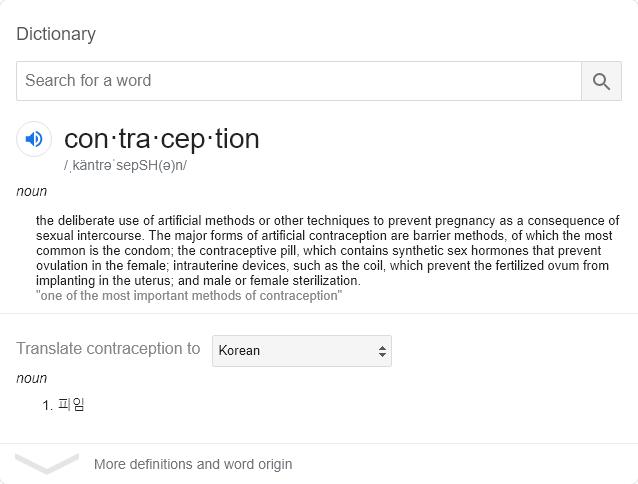 Dictionary
Search for a word
con·tra·cep·tion
/ˌkäntrəˈsepSH(ə)n/
noun
the deliberate use of artificial methods or other techniques to prevent pregnancy as a consequence of
sexual intercourse. The major forms of artificial contraception are barrier methods, of which the most
common is the condom; the contraceptive pill, which contains synthetic sex hormones that prevent
ovulation in the female; intrauterine devices, such as the coil, which prevent the fertilized ovum from
implanting in the uterus; and male or female sterilization.
"one of the most important methods of contraception"
Translate contraception to Korean
noun
1. 피임
More definitions and word origin